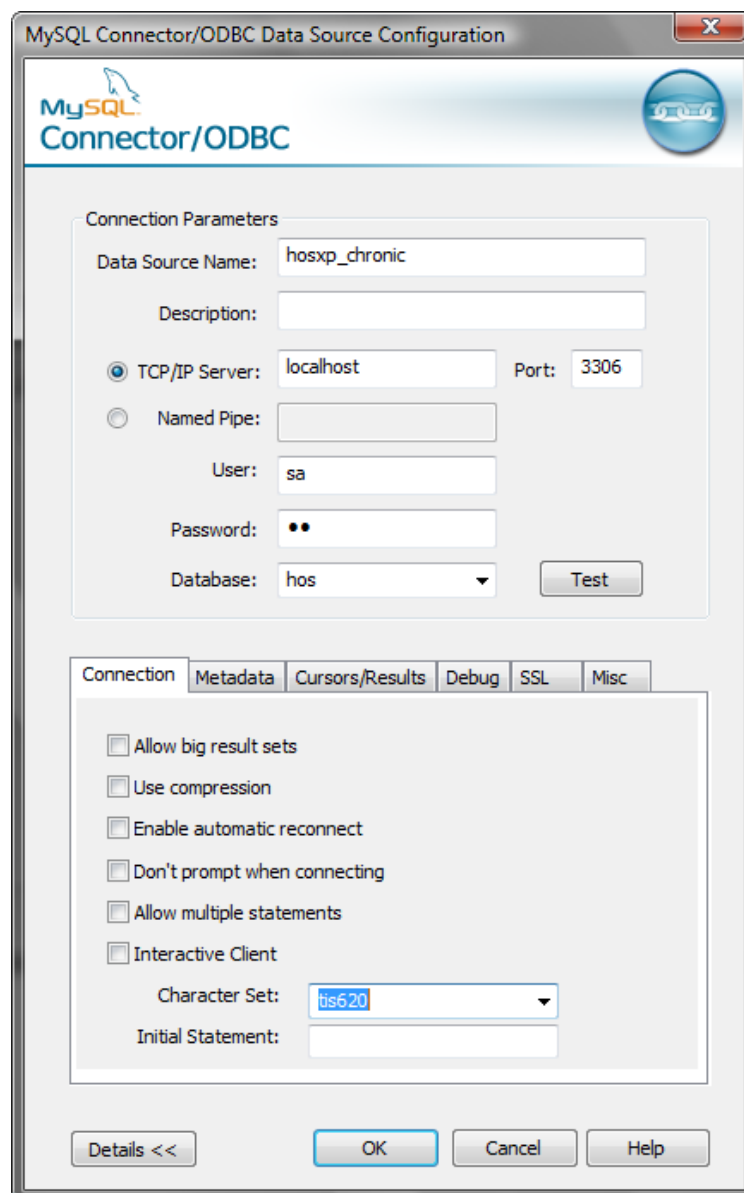 MySQL Connector/ODBC Data Source Configuration
MySQL
Connector/ODBC
Connection Parameters
Data Source Name: hosxp_chronic
Description:
TCP/IP Server: localhost Port: 3306
Named Pipe:
User: sa
Password: ••
Database: hos Test
Connection Metadata Cursors/Results Debug SSL Misc
Allow big result sets
Use compression
Enable automatic reconnect
Don't prompt when connecting
Allow multiple statements
Interactive Client
Character Set: tis620
Initial Statement:
Details << OK Cancel Help